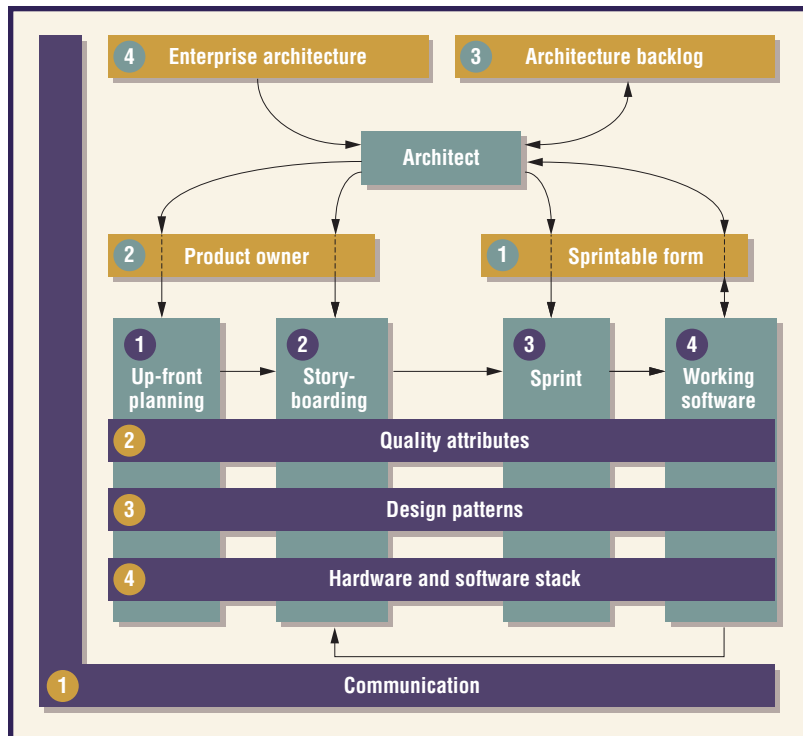 4 Enterprise architecture
3 Architecture backlog
Architect
2 Product owner
1 Sprintable form
1
Up-front
planning
2
Story-
boarding
3
Sprint
4
Working
software
2 Quality attributes
3 Design patterns
4 Hardware and software stack
1 Communication